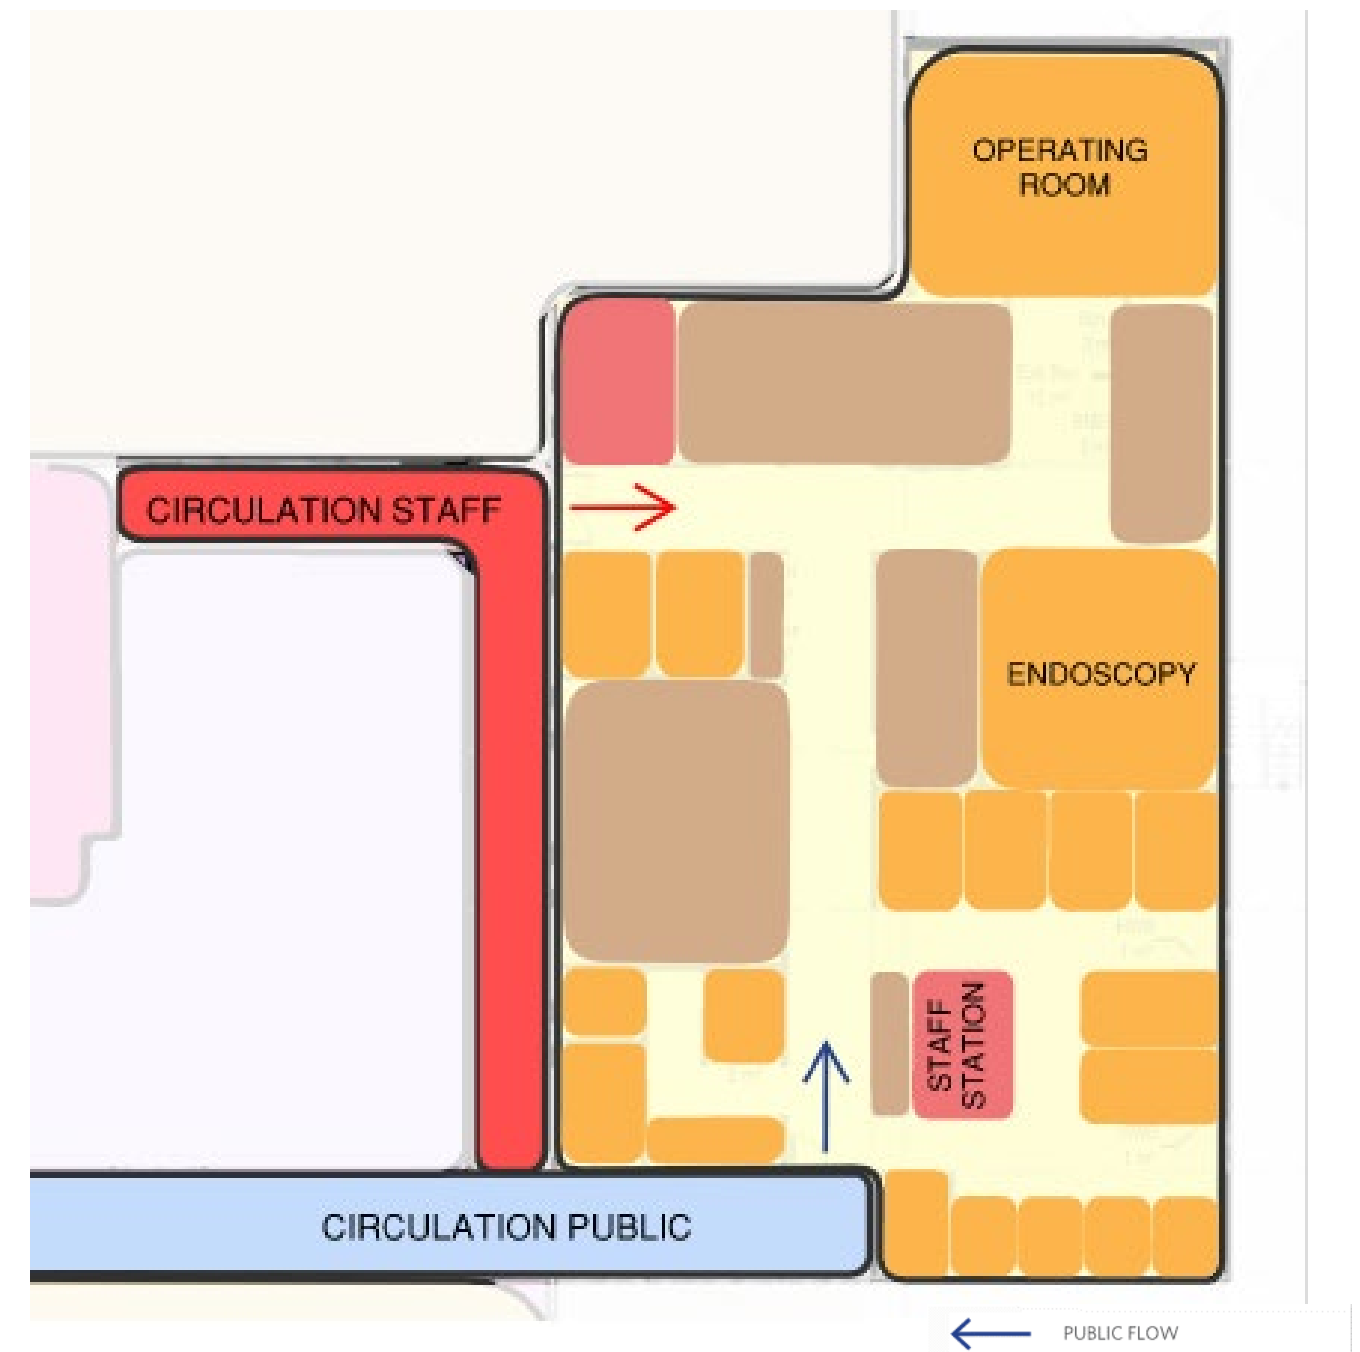 OPERATING
ROOM
CIRCULATION STAFF
ENDOSCOPY
STAFF
STATION
CIRCULATION PUBLIC
PUBLIC FLOW